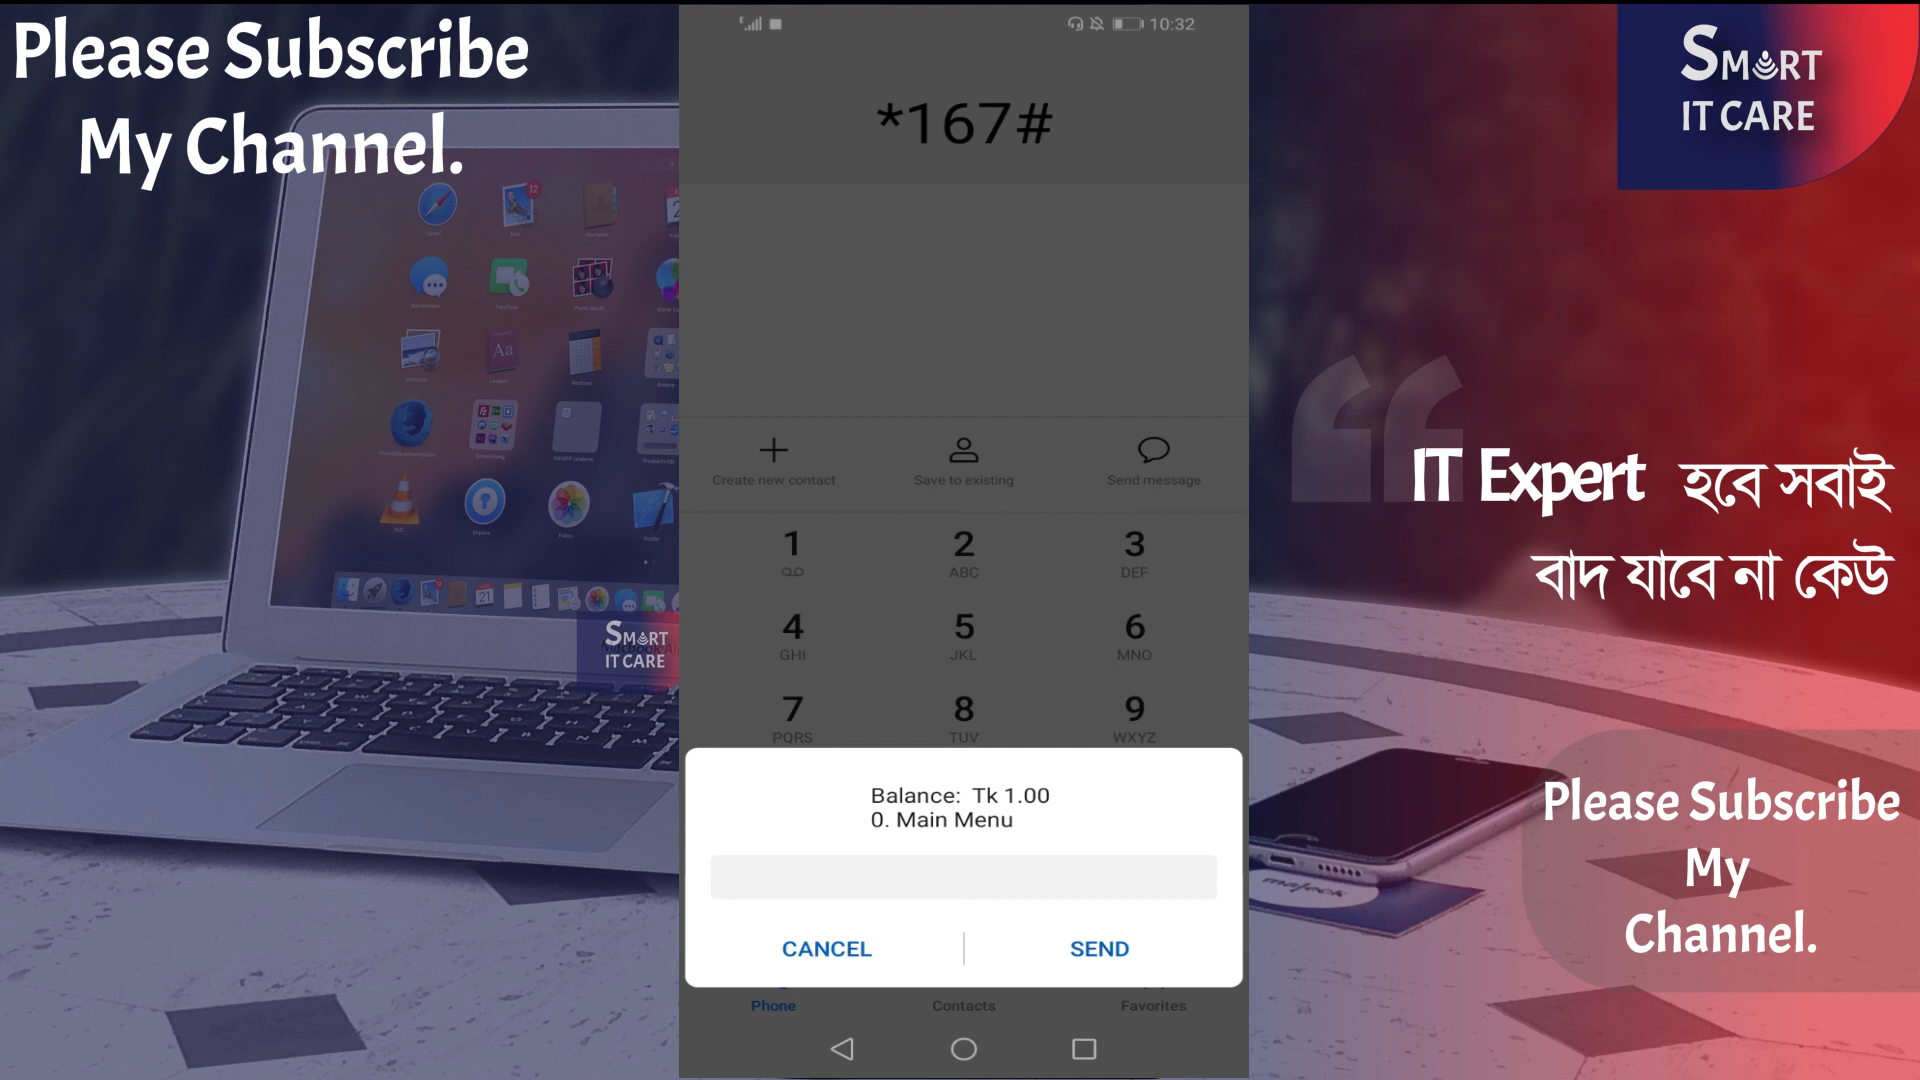 Please Subscribe
My Channel.
10:32
*167#
Create new contact
Save to existing
Send message
1
2
ABC
3
DEF
4
GHI
5
JKL
6
MNO
7
PQRS
8
TUV
9
WXYZ
Balance:  Tk 1.00
0. Main Menu
CANCEL
SEND
Phone
Contacts
Favorites
SMART
IT CARE
IT Expert হবে সবাই
বাদ যাবে না কেউ
Please Subscribe
My
Channel.
SMART
IT CARE
12
Aa
21